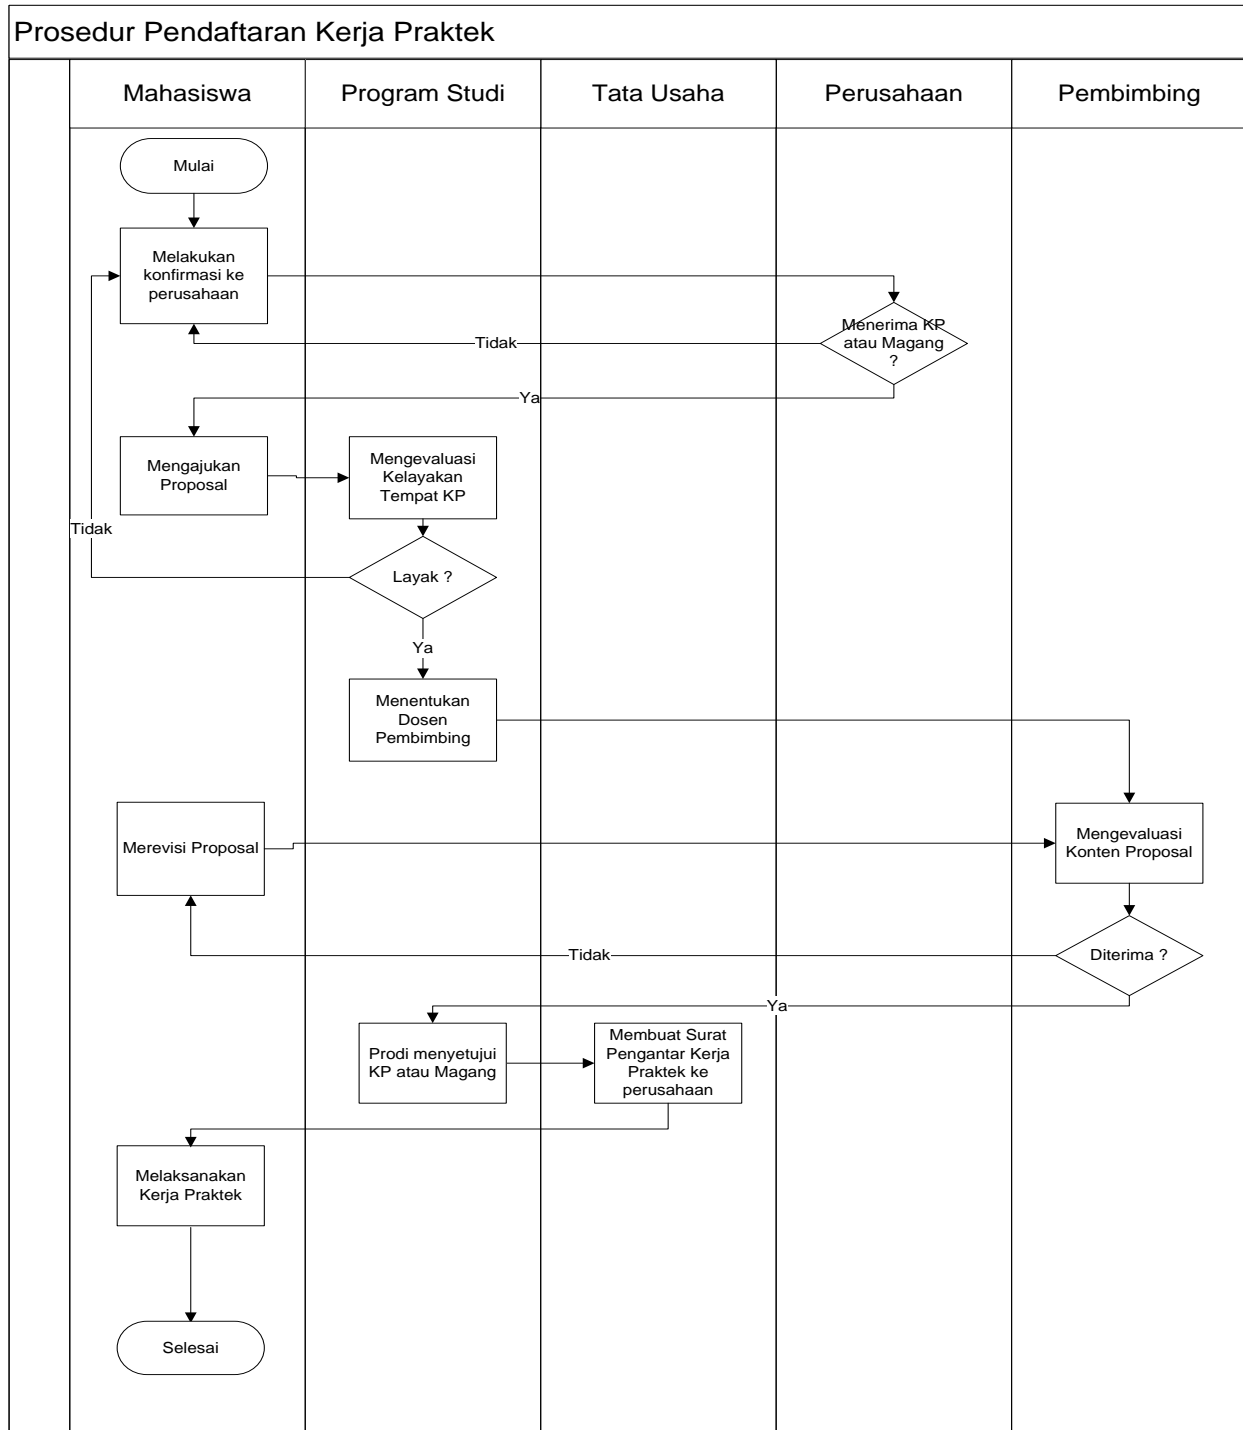 Prosedur Pendaftaran Kerja Praktek
Mahasiswa
Program Studi
Tata Usaha
Perusahaan
Pembimbing
Mulai
Melakukan
konfirmasi ke
perusahaan
Menerima KP
atau Magang
?
Tidak
Ya
Mengajukan
Proposal
Mengevaluasi
Kelayakan
Tempat KP
Tidak
Layak ?
Ya
Menentukan
Dosen
Pembimbing
Merevisi Proposal
Mengevaluasi
Konten Proposal
Tidak
Diterima ?
Ya
Prodi menyetujui
KP atau Magang
Membuat Surat
Pengantar Kerja
Praktek ke
perusahaan
Melaksanakan
Kerja Praktek
Selesai